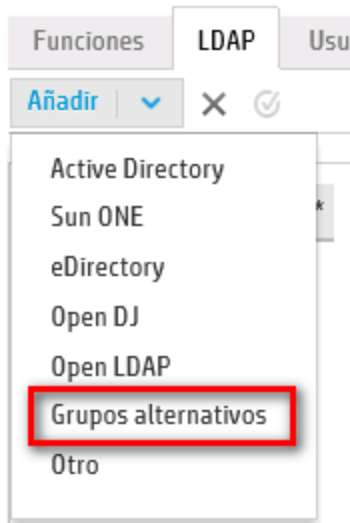 Funciones LDAP Usu
Añadir
Active Directory
Sun ONE
*
eDirectory
Open DJ
Open LDAP
Grupos alternativos
Otro